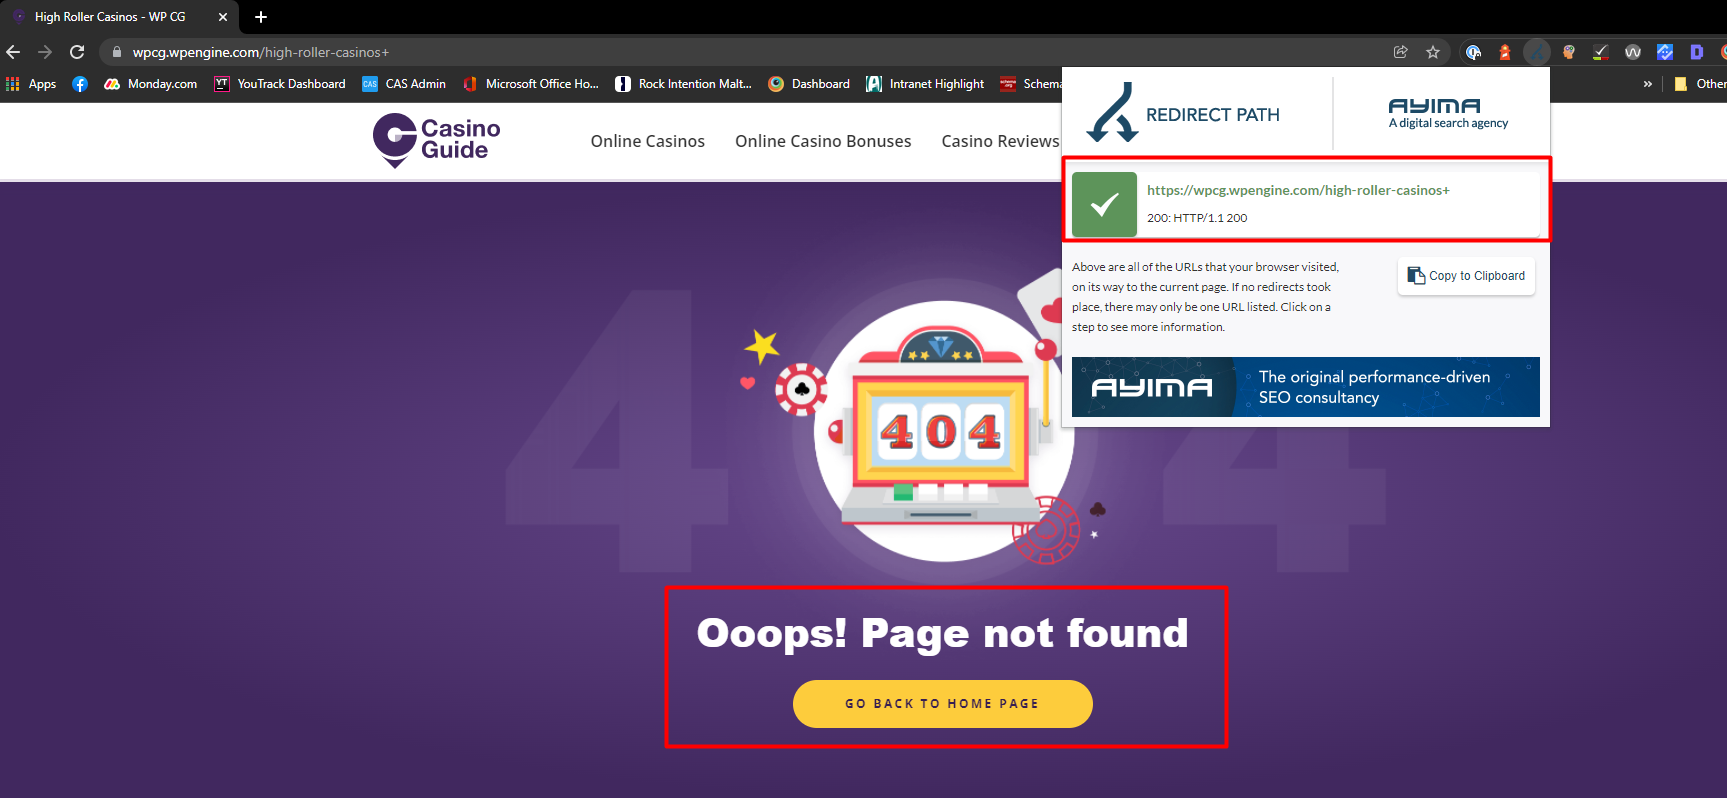 High Roller Casinos - WP CG
wpcg.wpengine.com/high-roller-casinos+
Apps
Monday.com
YT
YouTrack Dashboard
CAS
CAS Admin
Microsoft Office Ho...
Rock Intention Malt...
Dashboard
Intranet Highlight
Schema
»
Other
Casino
Guide
Online Casinos
Online Casino Bonuses
Casino Reviews
REDIRECT PATH
AYIMA
A digital search agency
https://wpcg.wpengine.com/high-roller-casinos+
200: HTTP/1.1 200
Above are all of the URLs that your browser visited,
on its way to the current page. If no redirects took
place, there may only be one URL listed. Click on a
step to see more information.
Copy to Clipboard
AYIMA
The original performance-driven
SEO consultancy
4 4
404
Ooops! Page not found
GO BACK TO HOME PAGE